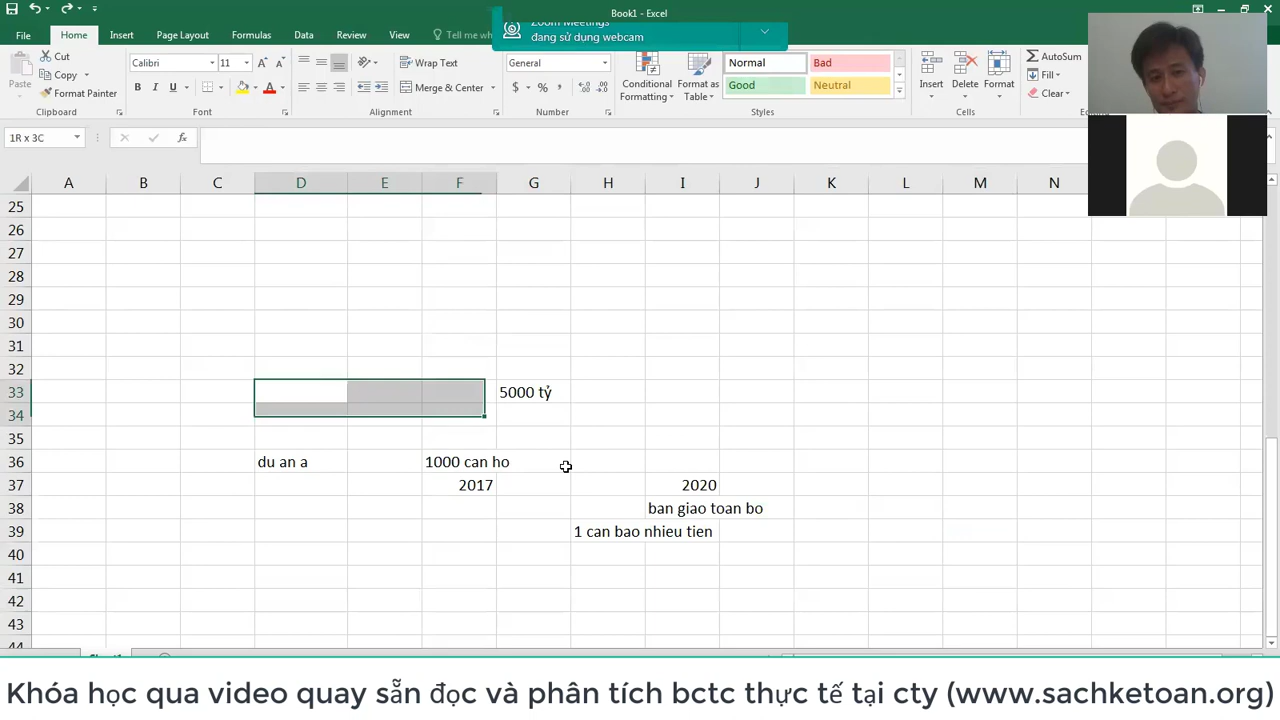 Book1 - Excel
Zoom Meetings
đang sử dụng webcam
File Home Insert Page Layout Formulas Data Review View Tell me
Cut
Copy
Format Painter
Paste
Clipboard
Calibri 11
B I U
Font
Wrap Text
Merge & Center
Alignment
General
$ % ,
Number
Conditional Formatting
Format as Table
Normal Bad
Good Neutral
Styles
Insert Delete Format
Cells
AutoSum
Fill
Clear
1R x 3C
fx
A B C D E F G H I J K L M N
25
26
27
28
29
30
31
32
33 5000 tỷ
34
35
36 du an a 1000 can ho
37 2017 2020
38 ban giao toan bo
39 1 can bao nhieu tien
40
41
42
43
44
Khóa học qua video quay sẵn đọc và phân tích bctc thực tế tại cty (www.sachketoan.org)